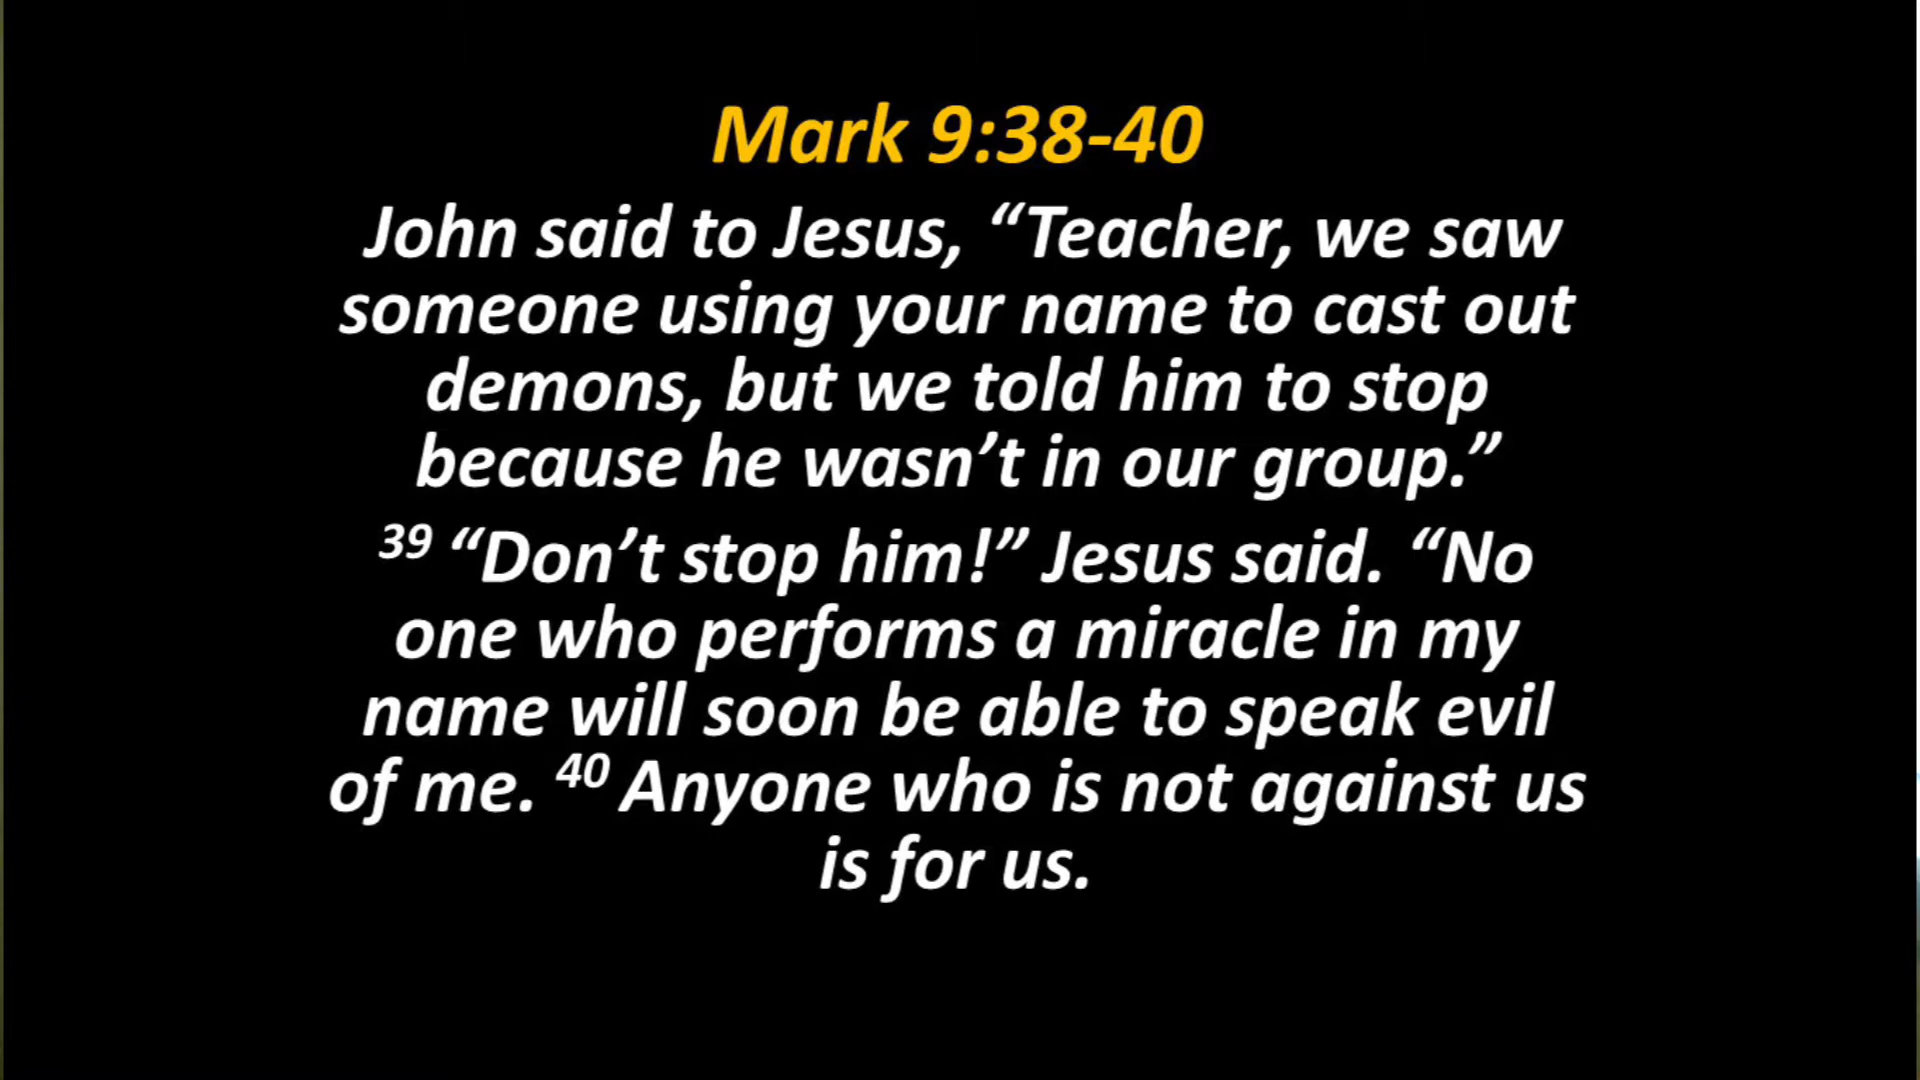 Mark 9:38-40
John said to Jesus, “Teacher, we saw
someone using your name to cast out
demons, but we told him to stop
because he wasn’t in our group.”
39 “Don’t stop him!” Jesus said. “No
one who performs a miracle in my
name will soon be able to speak evil
of me. 40 Anyone who is not against us
is for us.